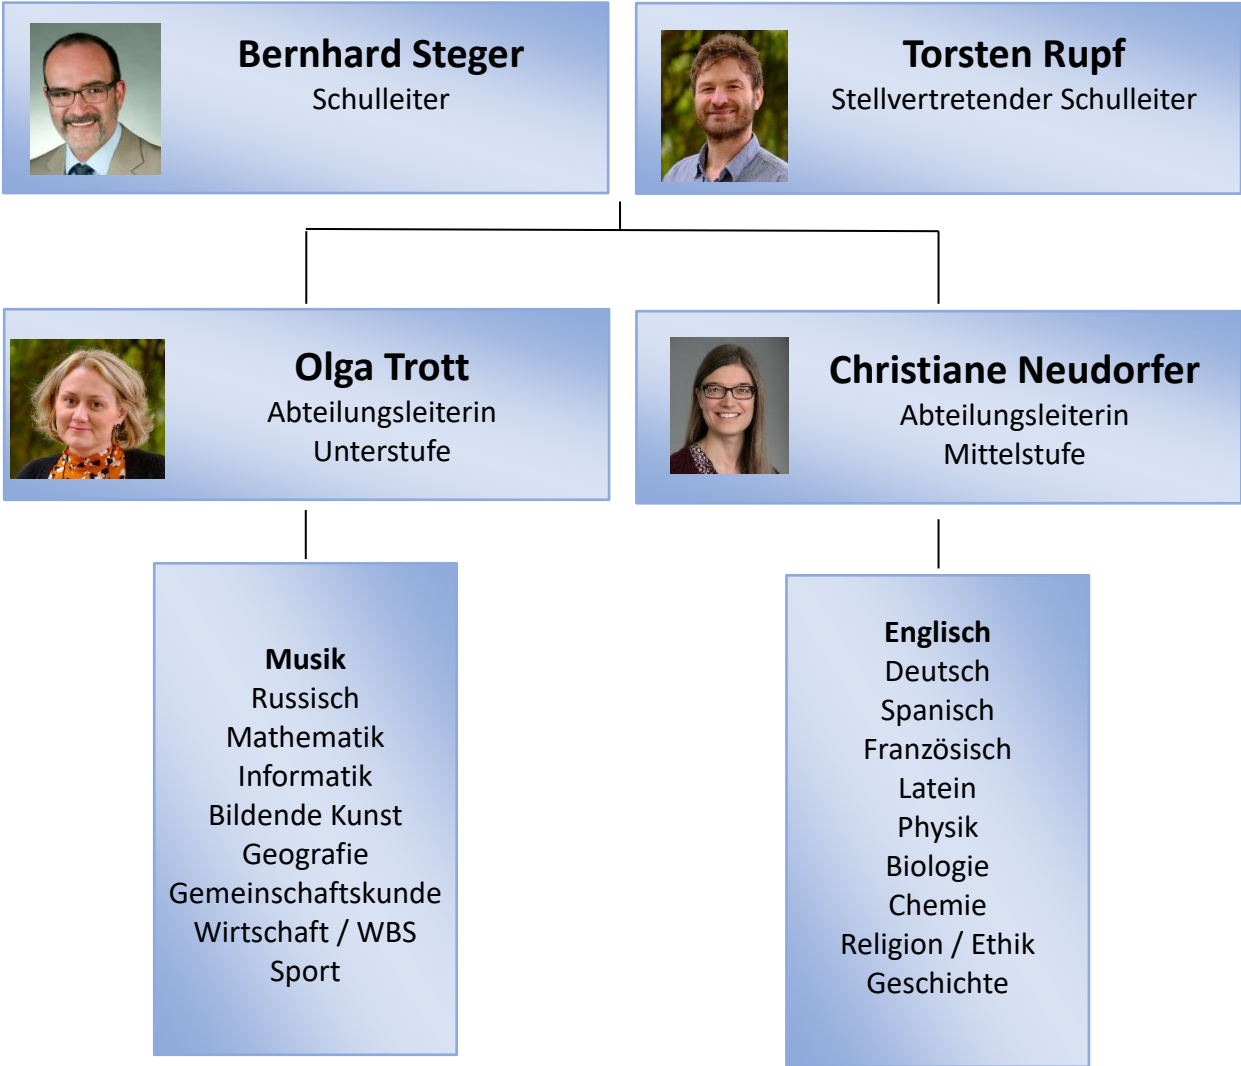 Bernhard Steger
Schulleiter
Torsten Rupf
Stellvertretender Schulleiter
Olga Trott
Abteilungsleiterin
Unterstufe
Christiane Neudorfer
Abteilungsleiterin
Mittelstufe
Musik
Russisch
Mathematik
Informatik
Bildende Kunst
Geografie
Gemeinschaftskunde
Wirtschaft / WBS
Sport
Englisch
Deutsch
Spanisch
Französisch
Latein
Physik
Biologie
Chemie
Religion / Ethik
Geschichte